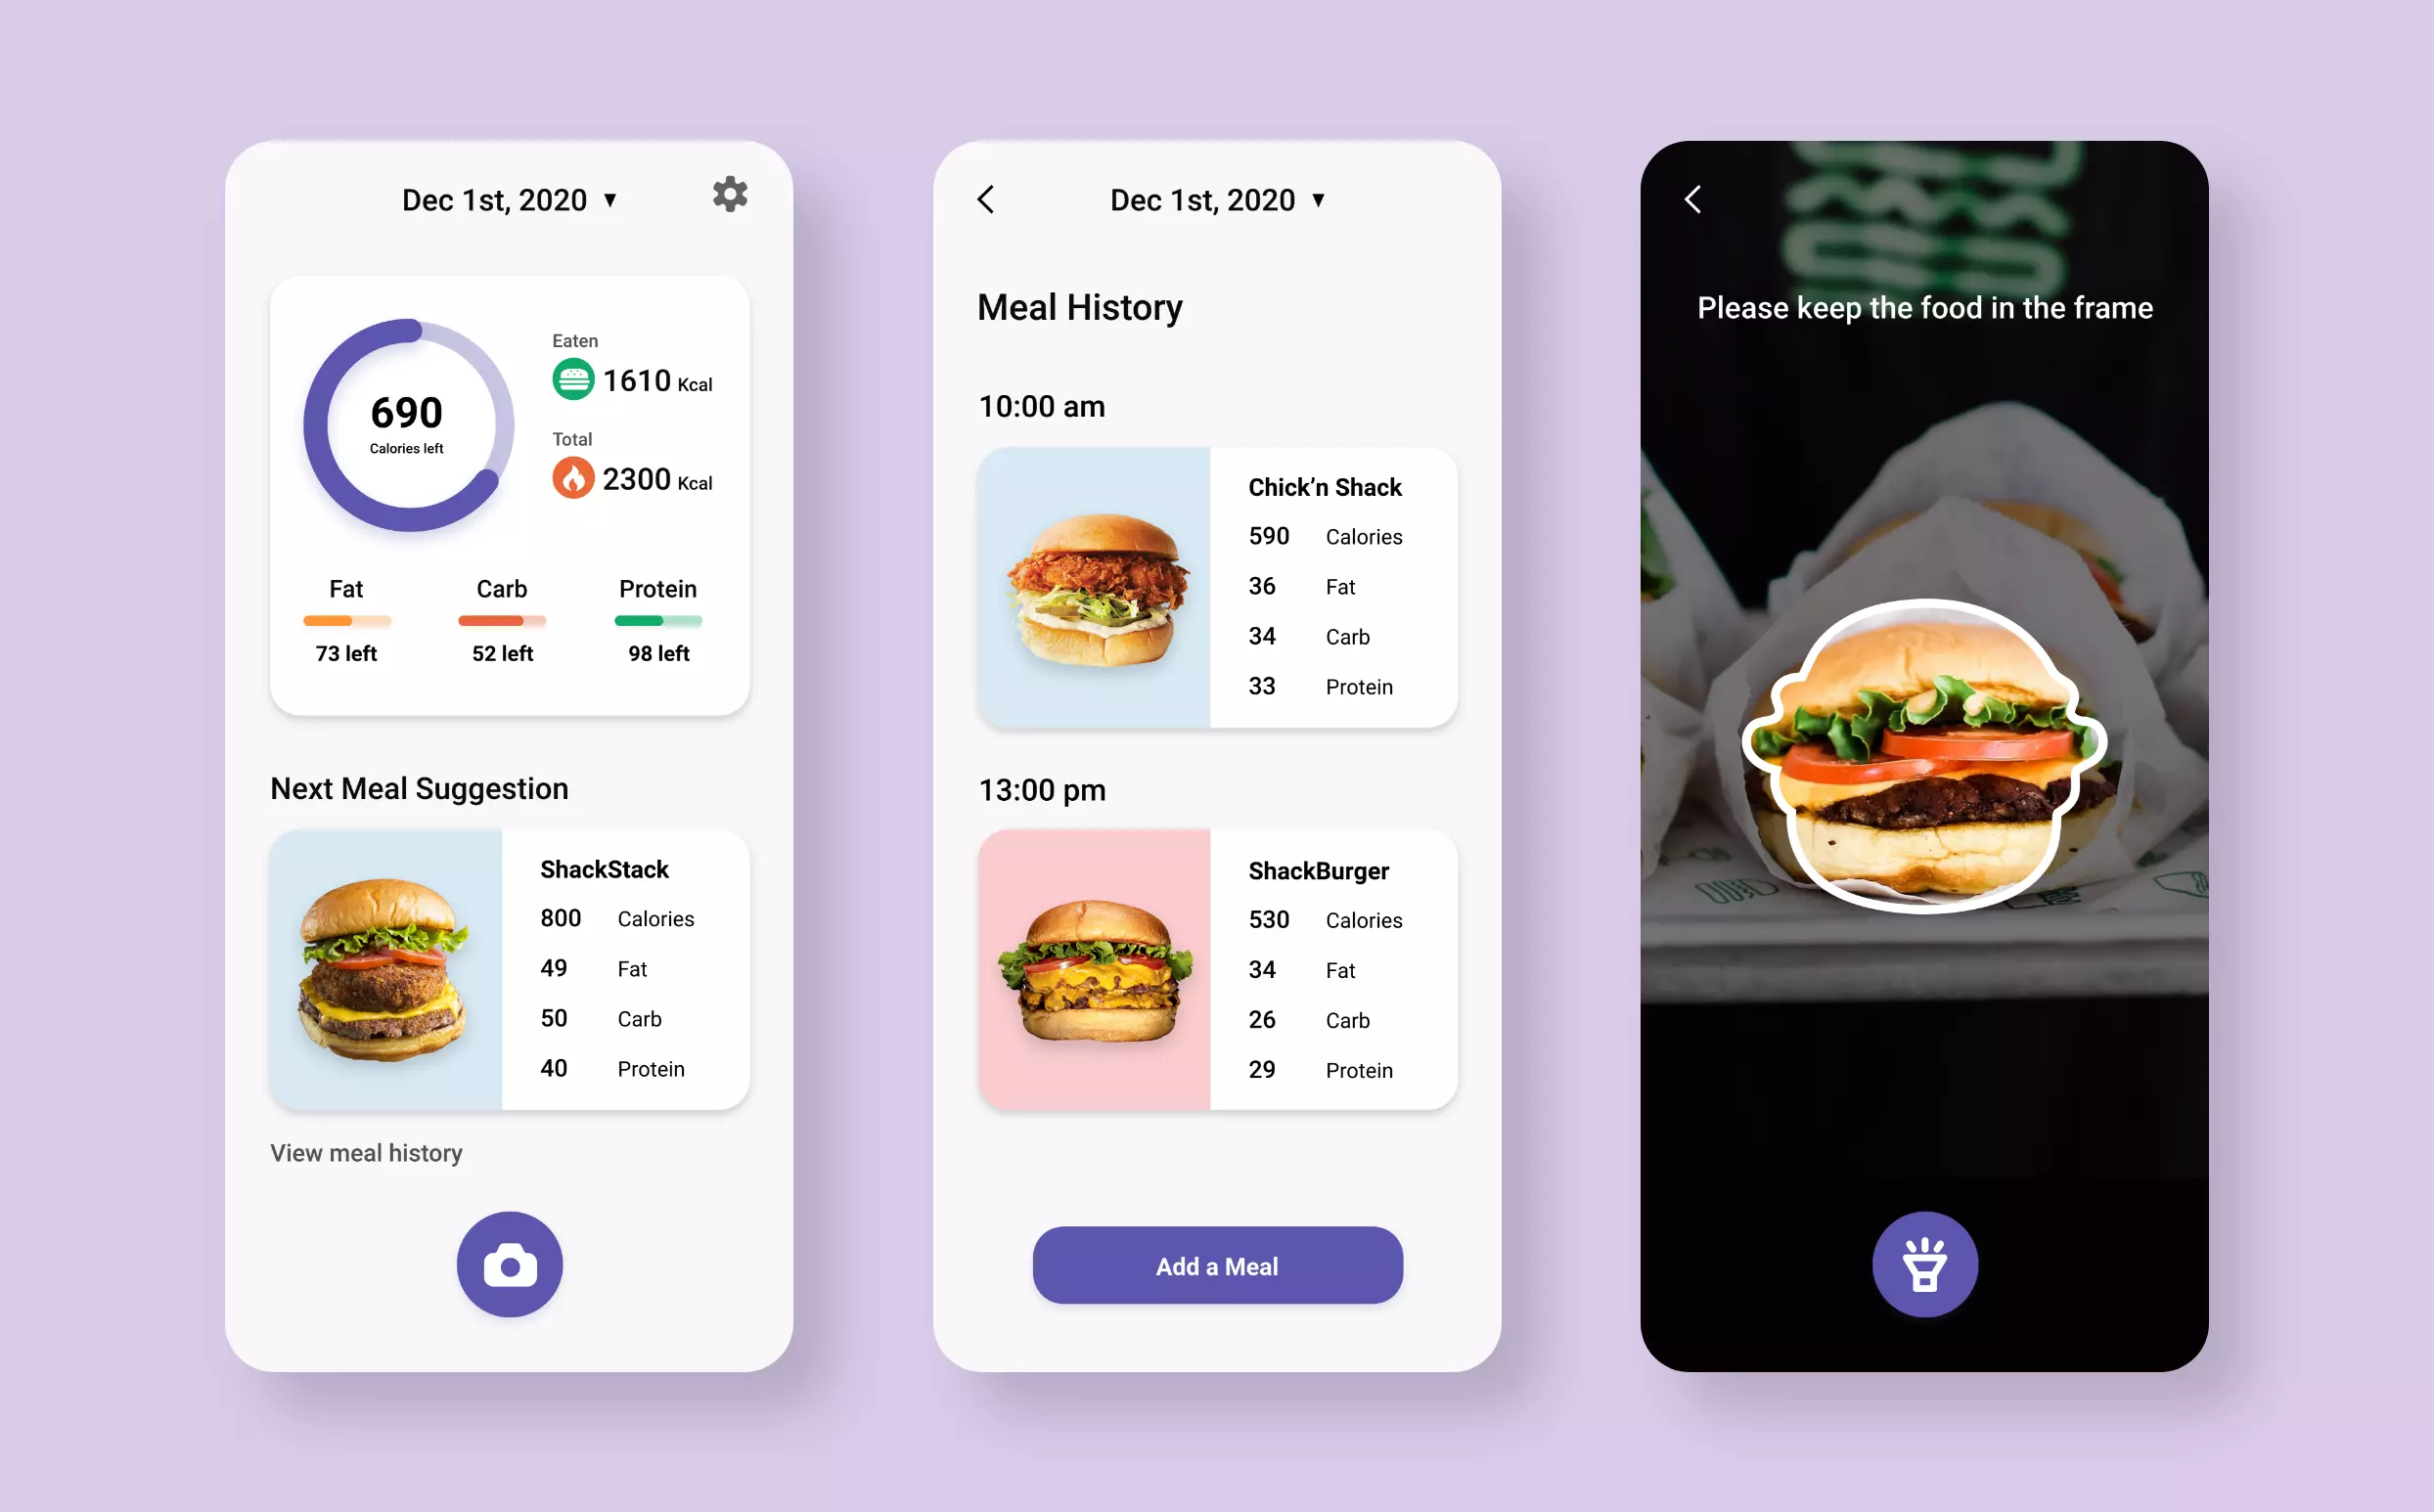 Dec 1st, 2020 ▼
690
Calories left
Eaten
1610 Kcal
Total
2300 Kcal
Fat
73 left
Carb
52 left
Protein
98 left
Next Meal Suggestion
ShackStack
800 Calories
49 Fat
50 Carb
40 Protein
View meal history
Dec 1st, 2020 ▼
Meal History
10:00 am
Chick’n Shack
590 Calories
36 Fat
34 Carb
33 Protein
13:00 pm
ShackBurger
530 Calories
34 Fat
26 Carb
29 Protein
Add a Meal
Please keep the food in the frame